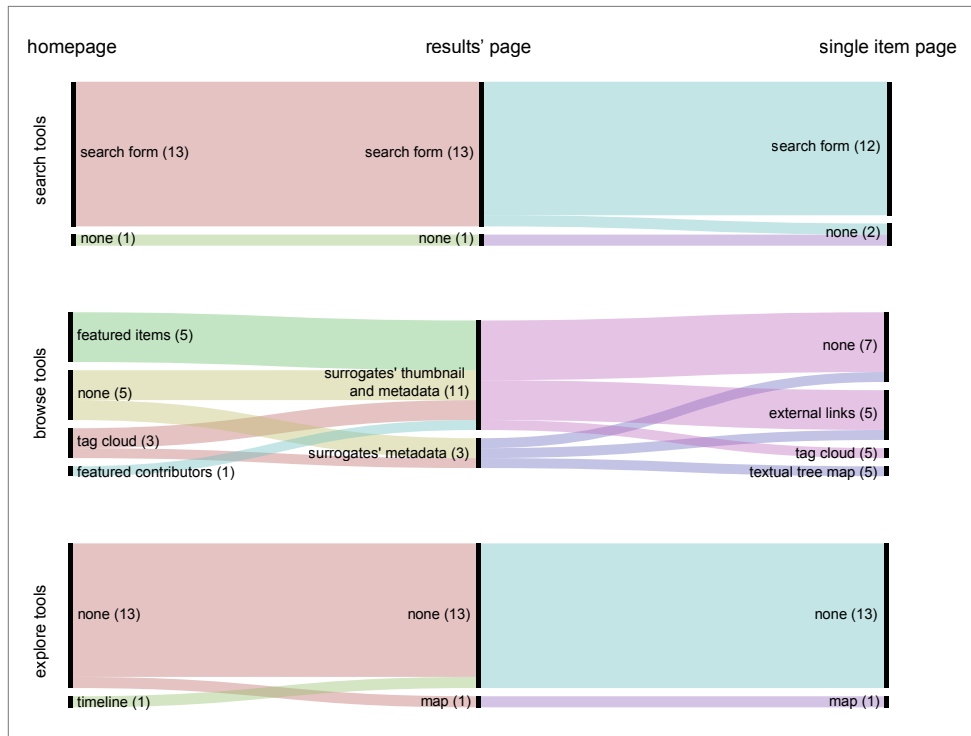 homepage
results' page
single item page
search tools
search form (13)
search form (13)
search form (12)
none (1)
none (1)
none (2)
browse tools
featured items (5)
none (5)
tag cloud (3)
featured contributors (1)
surrogates' thumbnail
and metadata (11)
surrogates' metadata (3)
none (7)
external links (5)
tag cloud (5)
textual tree map (5)
explore tools
none (13)
none (13)
none (13)
timeline (1)
map (1)
map (1)